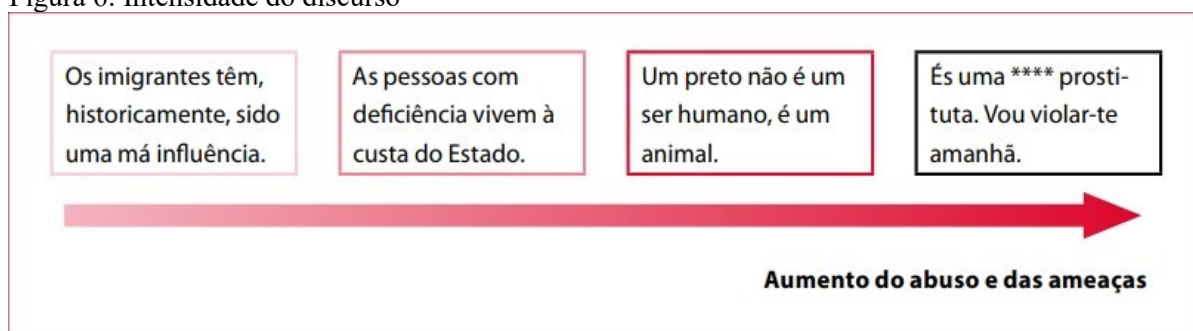 Figura 6: Intensidade do discurso
Os imigrantes têm,
historicamente, sido
uma má influência.
As pessoas com
deficiência vivem à
custa do Estado.
Um preto não é um
ser humano, é um
animal.
És uma **** prosti-
tuta. Vou violar-te
amanhã.
Aumento do abuso e das ameaças